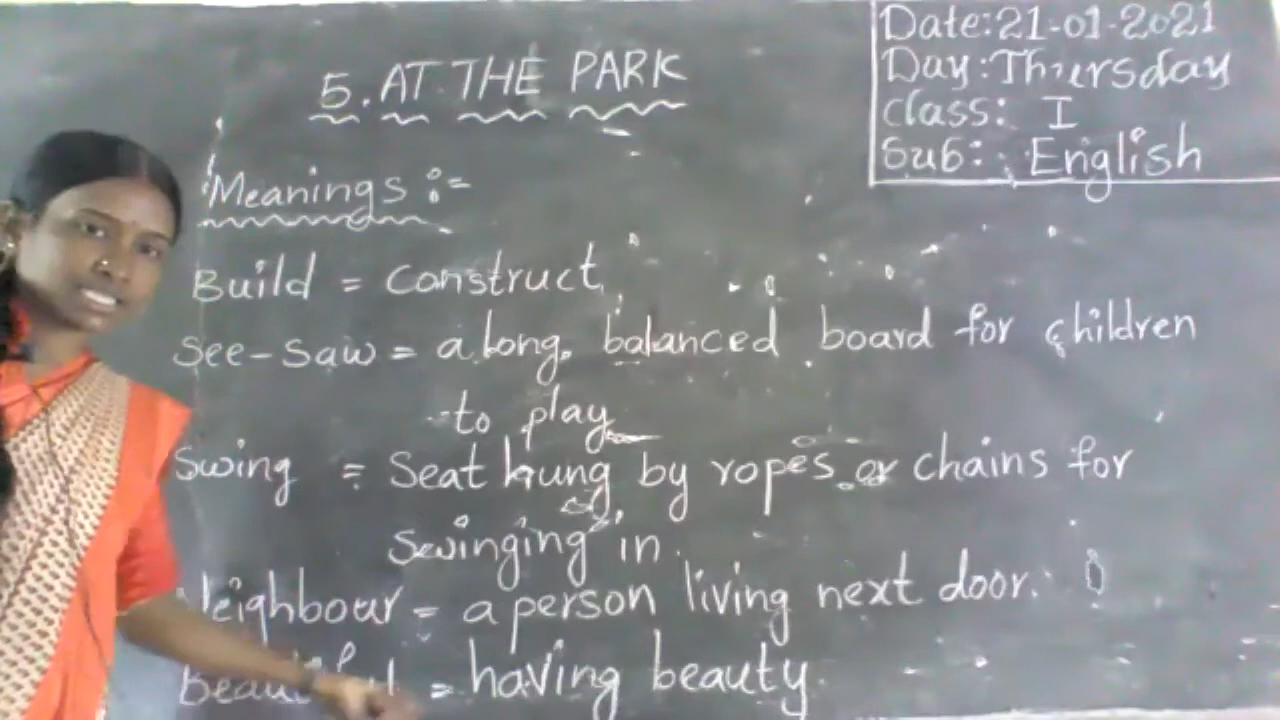 Date:21-01-2021
Day:Thursday
class: I
Sub: English
5. AT THE PARK
Meanings :=
Build = Construct
See-Saw = a long balanced board for children
to play
Swing = Seat hung by ropes or chains for
Swinging in.
Neighbour = a person living next door.
= having beauty